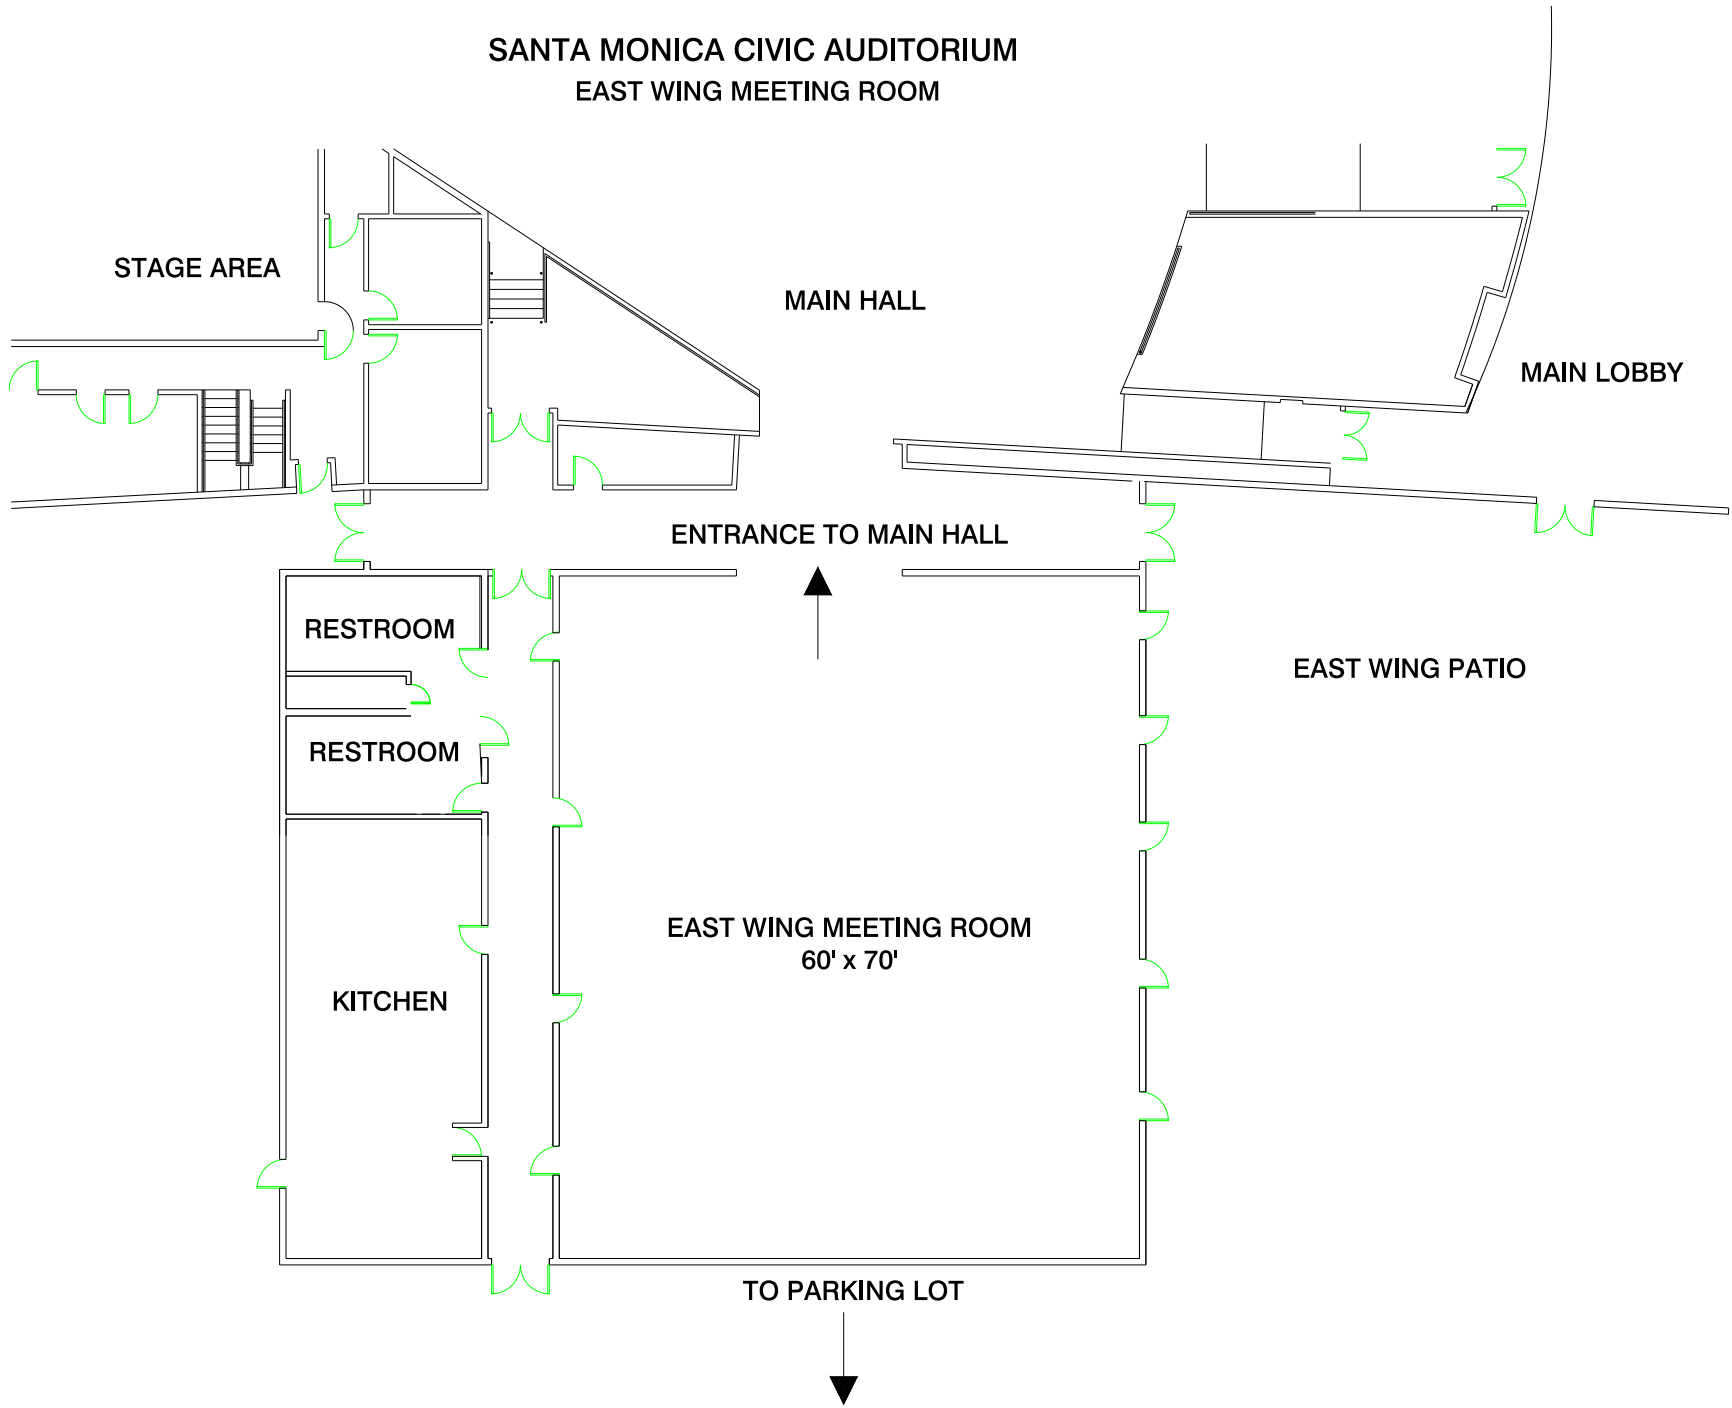 SANTA MONICA CIVIC AUDITORIUM
EAST WING MEETING ROOM
STAGE AREA
MAIN HALL
MAIN LOBBY
ENTRANCE TO MAIN HALL
RESTROOM
EAST WING PATIO
RESTROOM
EAST WING MEETING ROOM
60' x 70'
KITCHEN
TO PARKING LOT